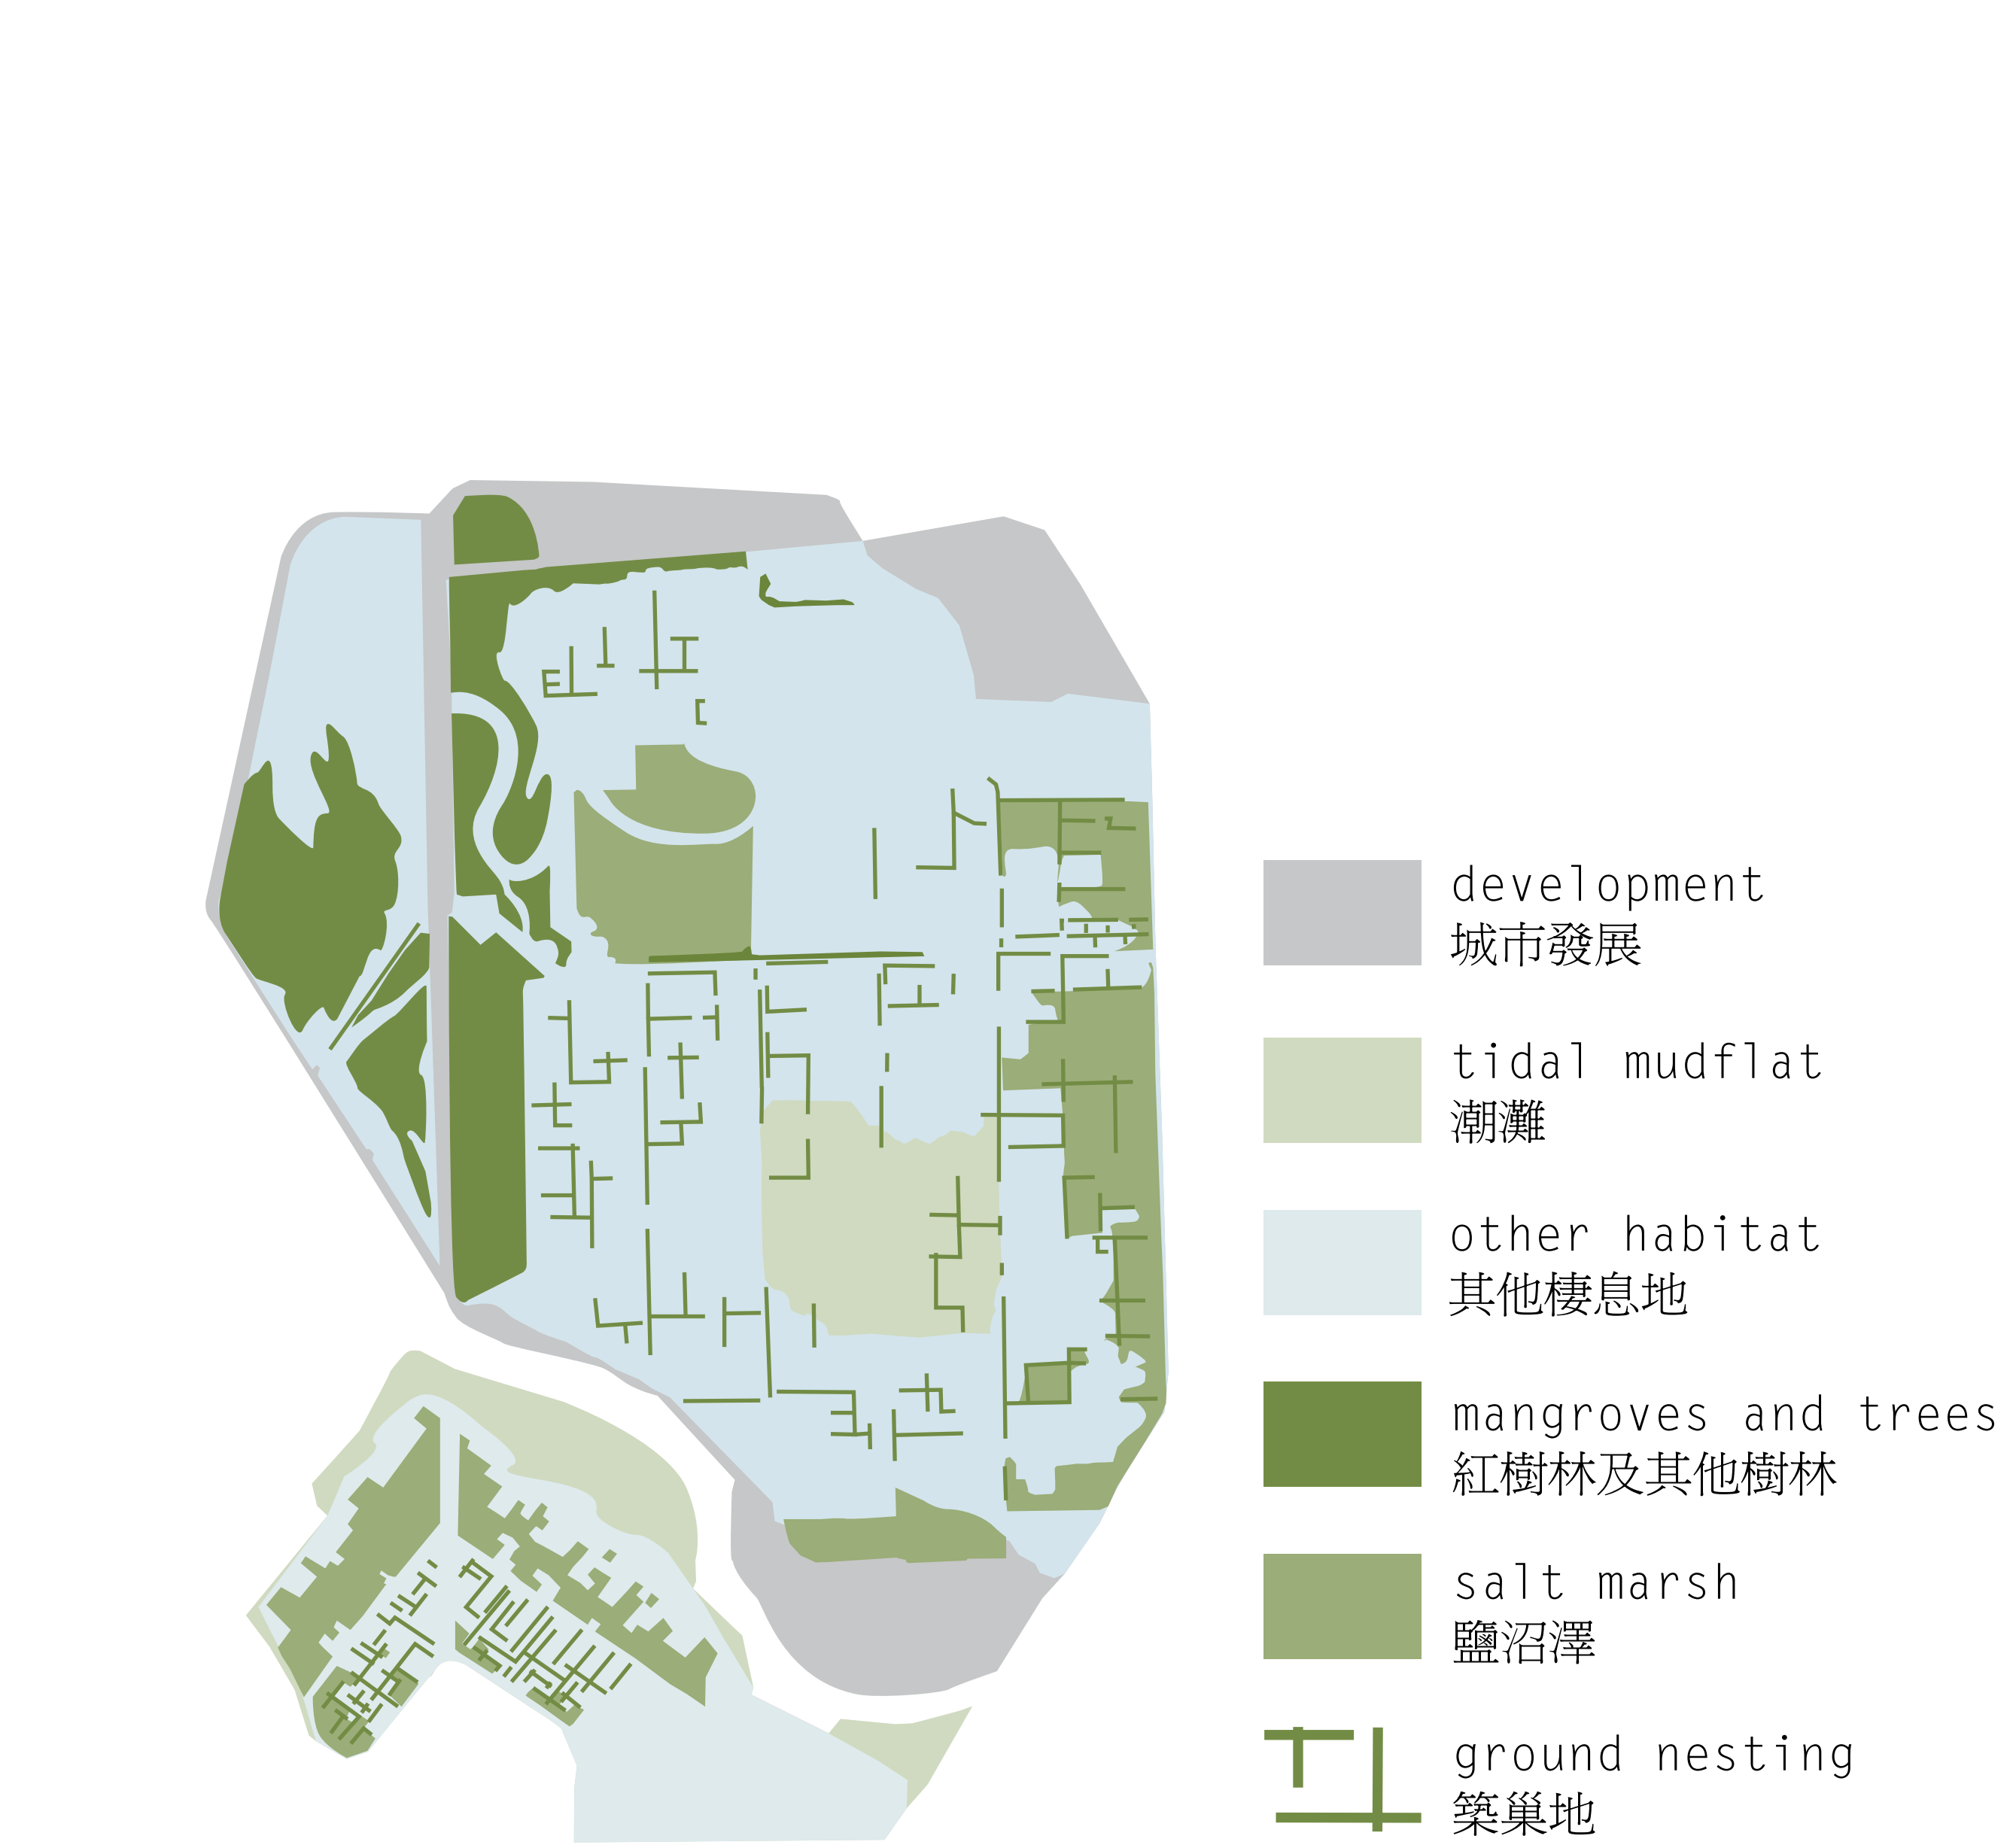 development
城市發展
tidal mudflat
潮灘
other habitat
其他棲息地
mangroves and trees
紅樹林及其他樹林
salt marsh
鹽沼澤
ground nesting
築巢地